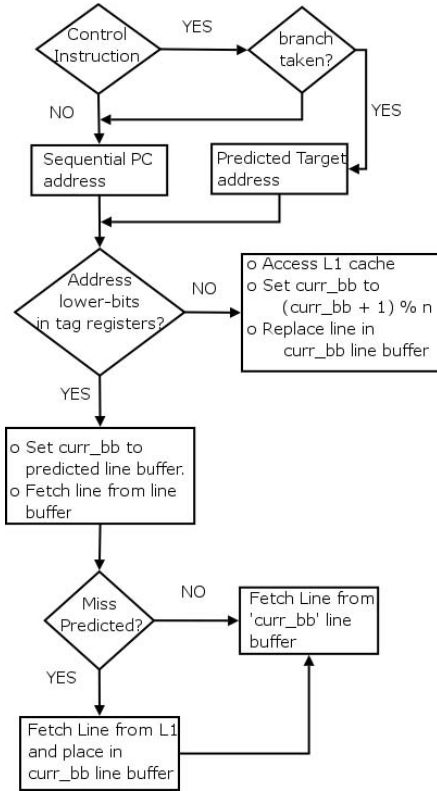 Control
Instruction
YES
branch
taken?
NO
YES
Sequential PC
address
Predicted Target
address
Address
lower-bits
in tag registers?
NO
o Access L1 cache
o Set curr_bb to
(curr_bb + 1) % n
o Replace line in
curr_bb line buffer
YES
o Set curr_bb to
predicted line buffer.
o Fetch line from line
buffer
Miss
Predicted?
NO
Fetch Line from
'curr_bb' line
buffer
YES
Fetch Line from L1
and place in
curr_bb line buffer